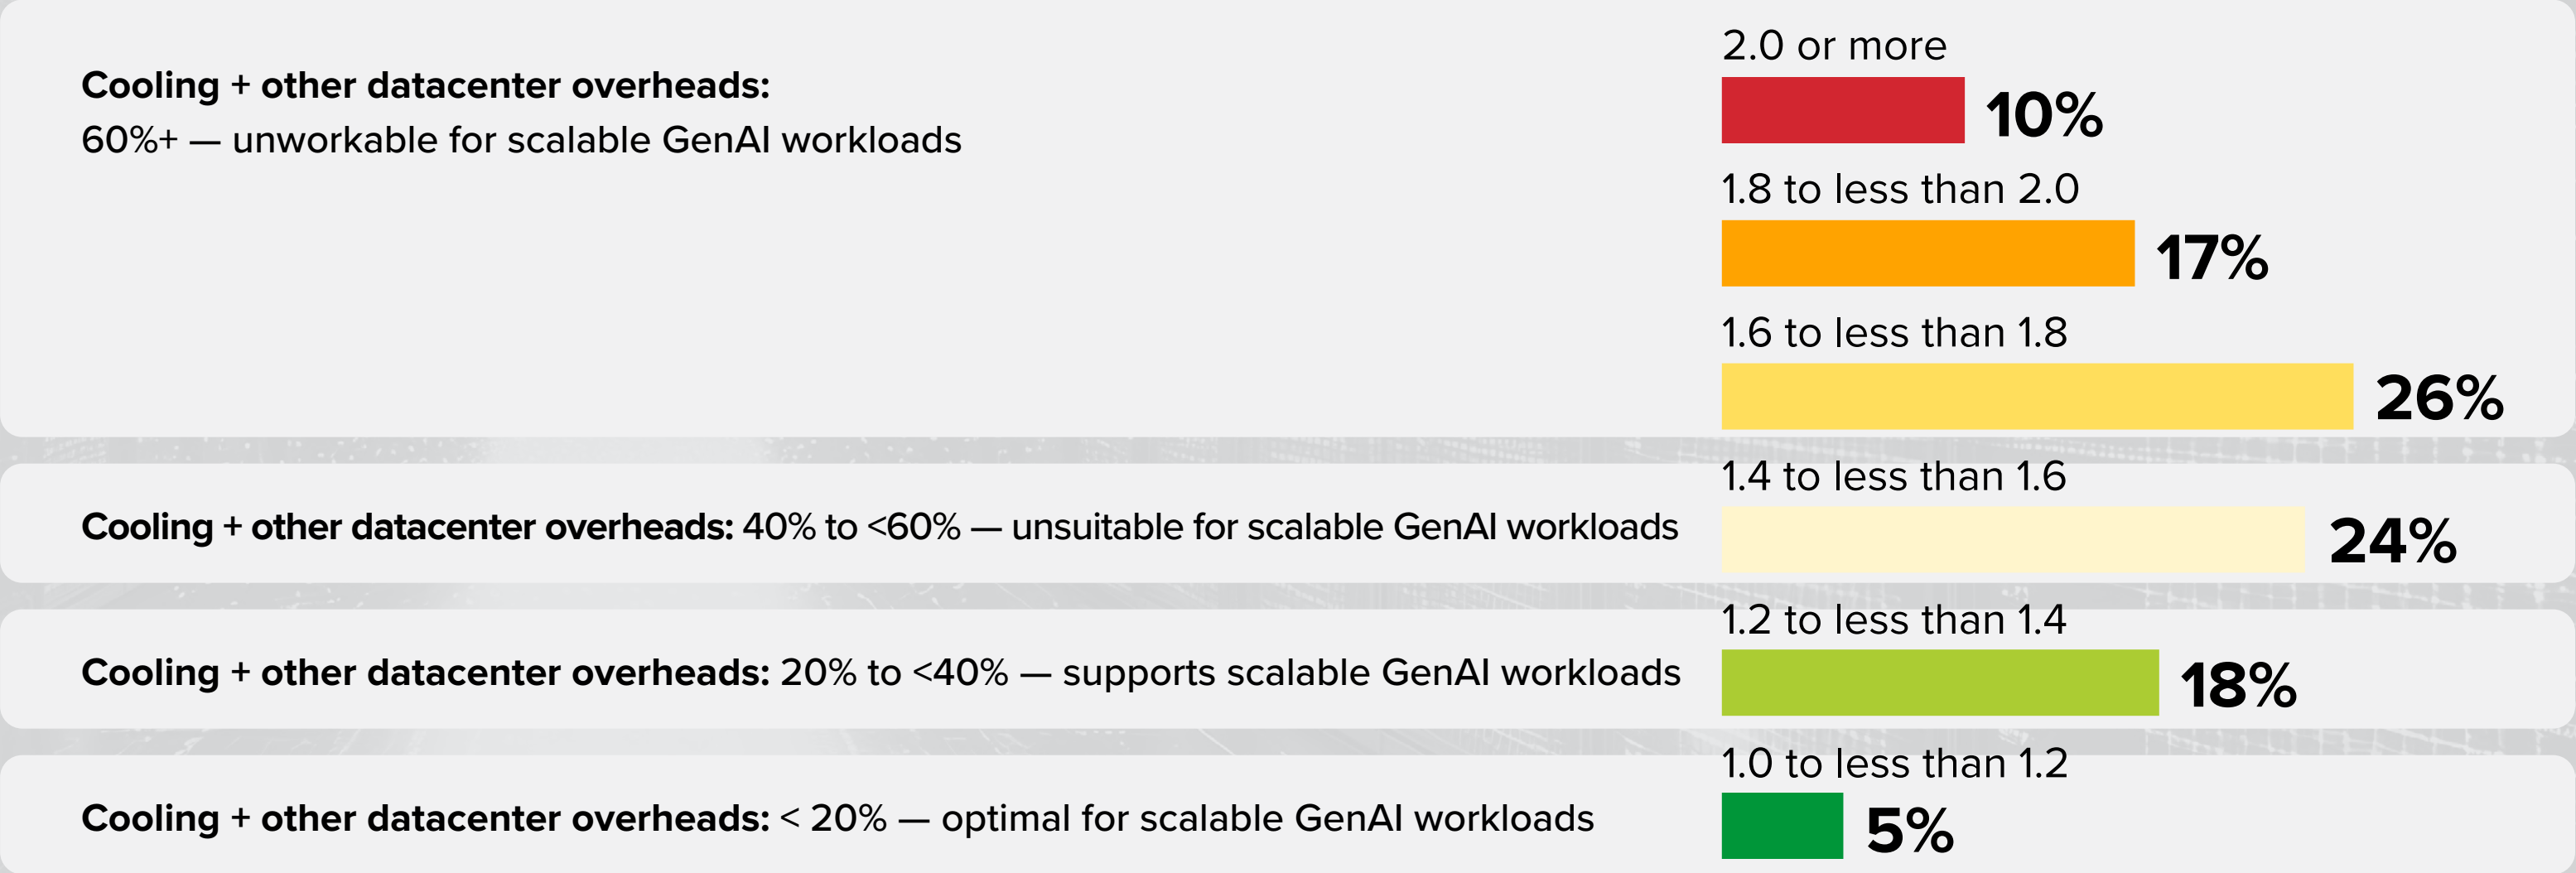 Cooling + other datacenter overheads:
60%+ — unworkable for scalable GenAI workloads
2.0 or more
10%
1.8 to less than 2.0
17%
1.6 to less than 1.8
26%
Cooling + other datacenter overheads: 40% to <60% — unsuitable for scalable GenAI workloads
1.4 to less than 1.6
24%
Cooling + other datacenter overheads: 20% to <40% — supports scalable GenAI workloads
1.2 to less than 1.4
18%
Cooling + other datacenter overheads: < 20% — optimal for scalable GenAI workloads
1.0 to less than 1.2
5%